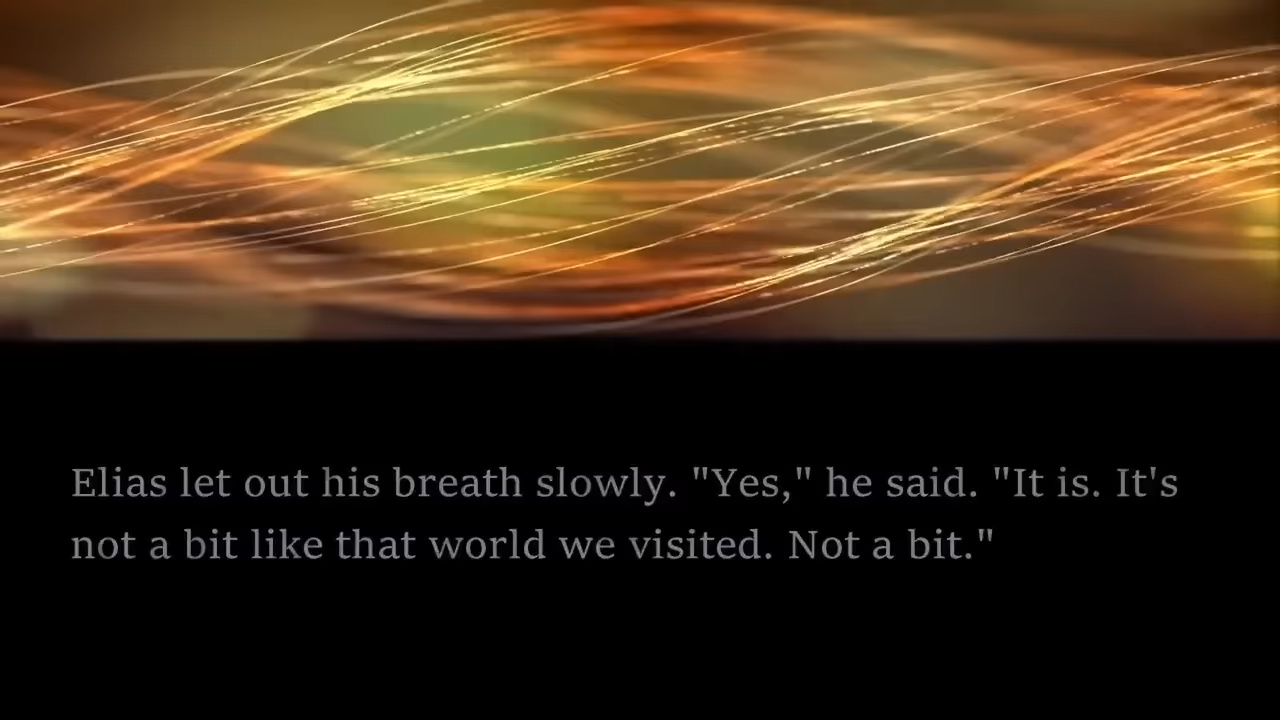 Elias let out his breath slowly. "Yes," he said. "It is. It's
not a bit like that world we visited. Not a bit."